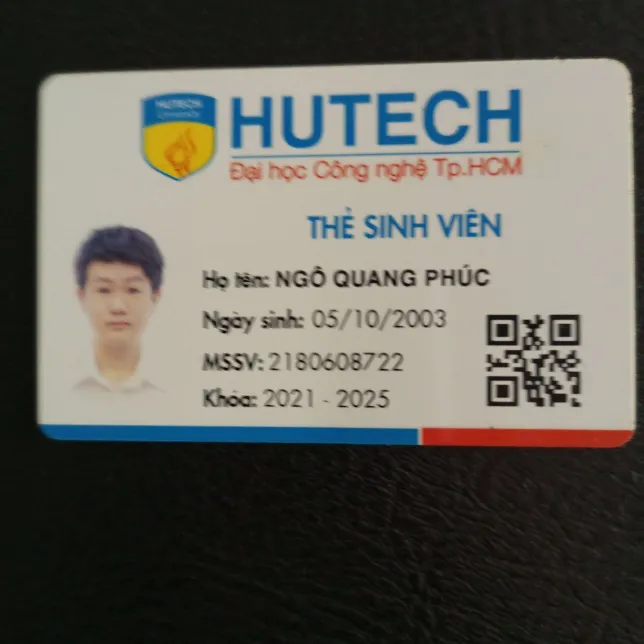 HUTECH
University
HUTECH
Đại học Công nghệ Tp.HCM
THẺ SINH VIÊN
Họ tên: NGÔ QUANG PHÚC
Ngày sinh: 05/10/2003
MSSV: 2180608722
Khóa: 2021 - 2025